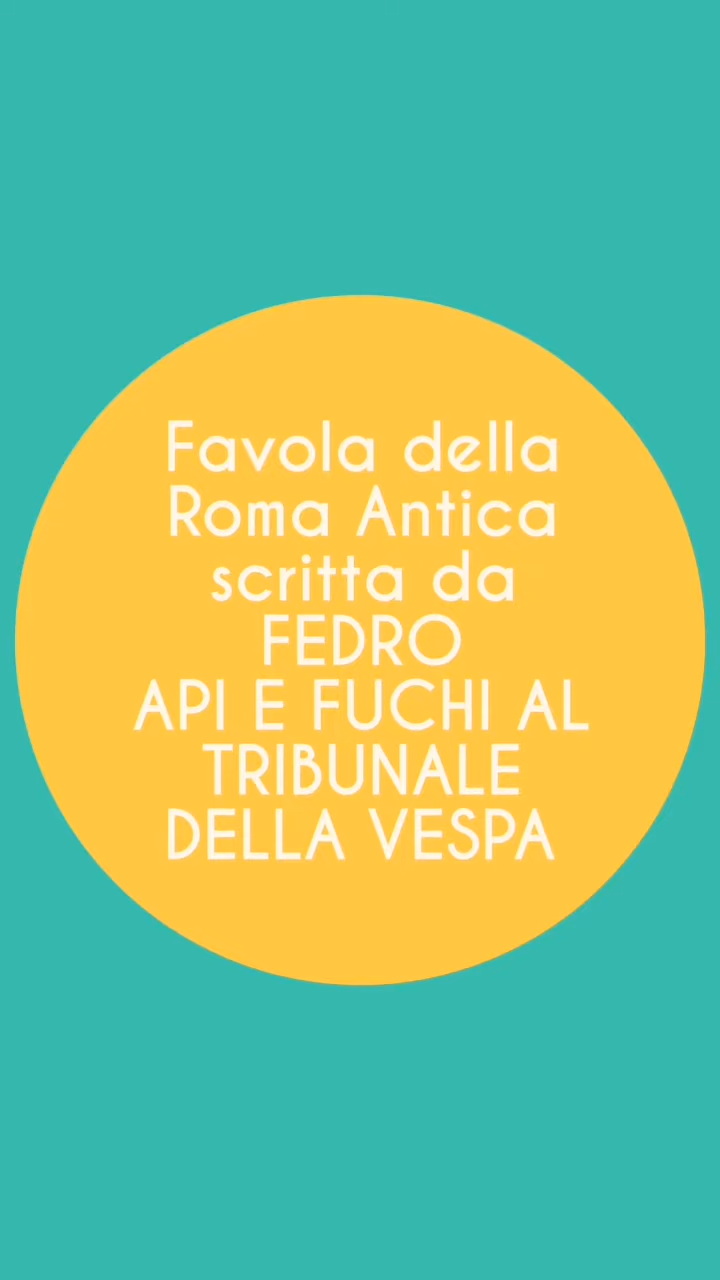 Favola della
Roma Antica
scritta da
FEDRO
API E FUCHI AL
TRIBUNALE
DELLA VESPA